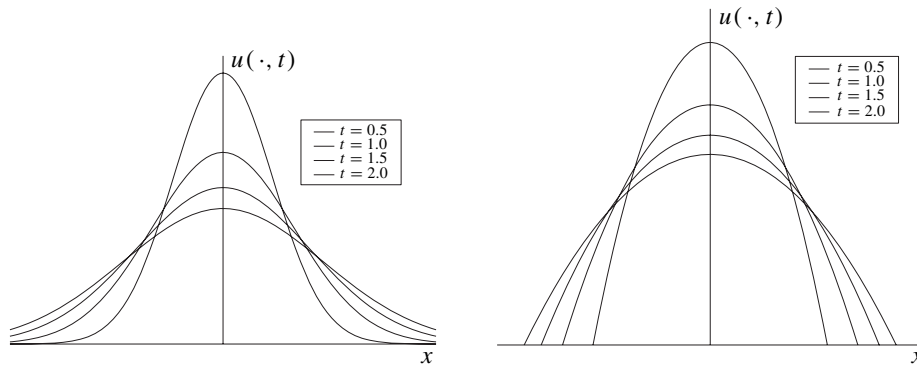 u(·, t)
t = 0.5
t = 1.0
t = 1.5
t = 2.0
x
u(·, t)
t = 0.5
t = 1.0
t = 1.5
t = 2.0
x